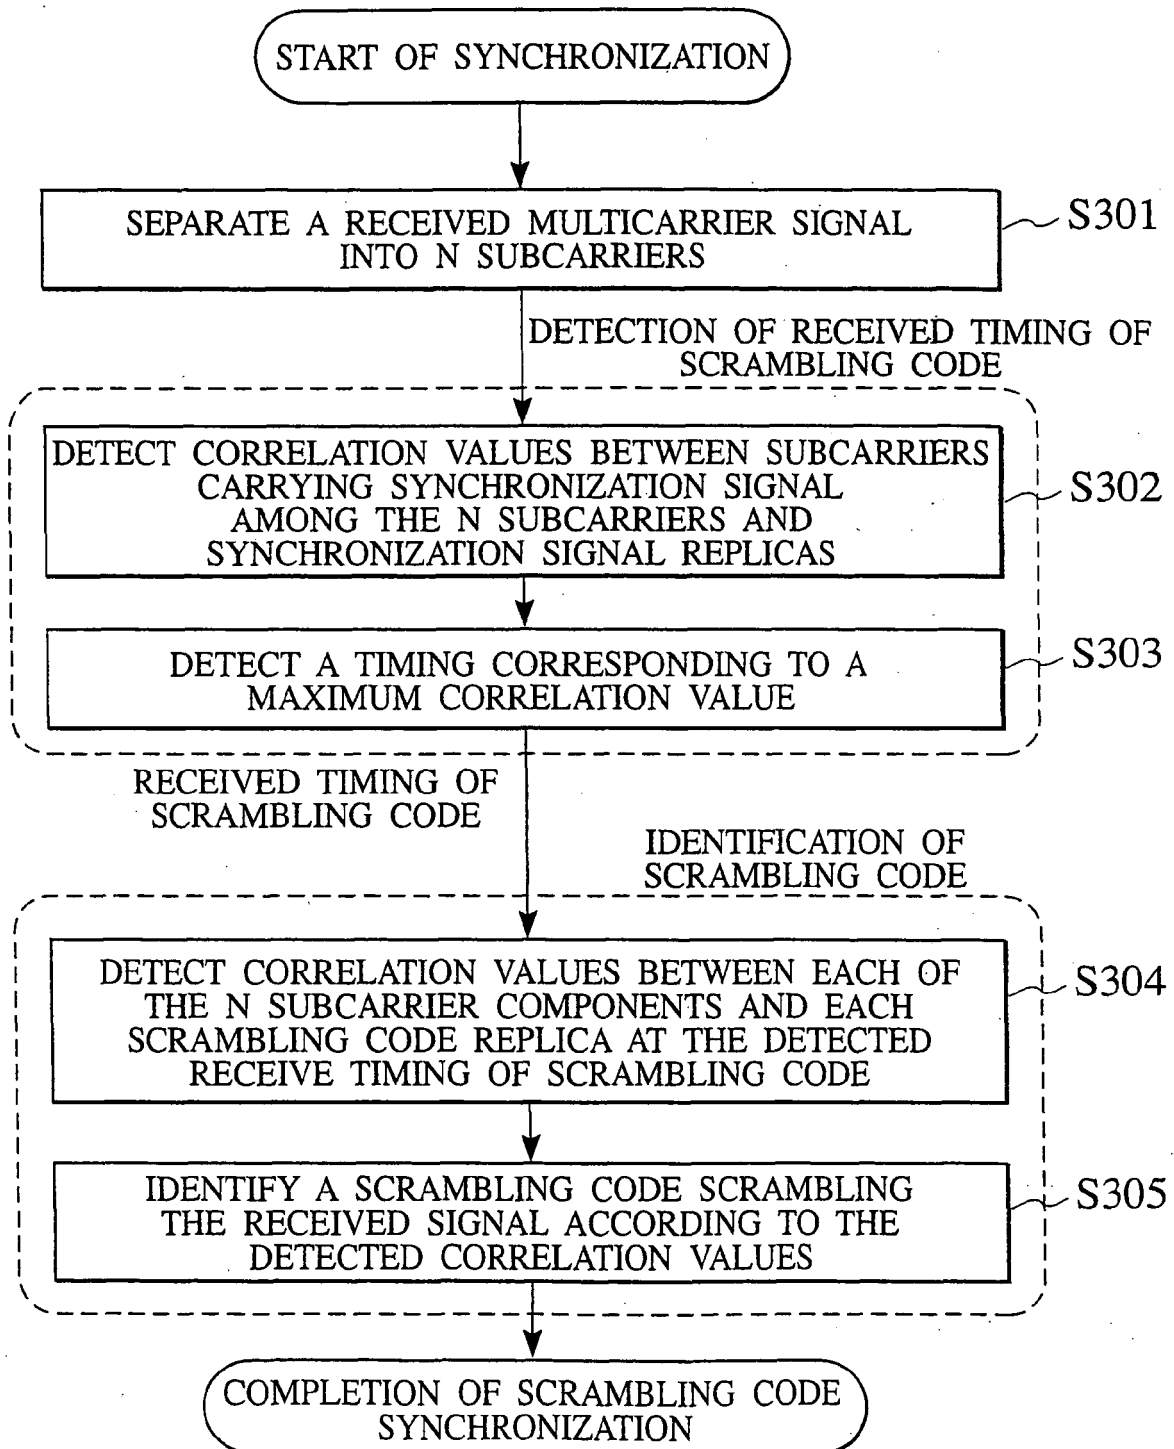 START OF SYNCHRONIZATION
SEPARATE A RECEIVED MULTICARRIER SIGNAL
INTO N SUBCARRIERS
S301
DETECTION OF RECEIVED TIMING OF
SCRAMBLING CODE
DETECT CORRELATION VALUES BETWEEN SUBCARRIERS
CARRYING SYNCHRONIZATION SIGNAL
AMONG THE N SUBCARRIERS AND
SYNCHRONIZATION SIGNAL REPLICAS
S302
DETECT A TIMING CORRESPONDING TO A
MAXIMUM CORRELATION VALUE
S303
RECEIVED TIMING OF
SCRAMBLING CODE
IDENTIFICATION OF
SCRAMBLING CODE
DETECT CORRELATION VALUES BETWEEN EACH OF
THE N SUBCARRIER COMPONENTS AND EACH
SCRAMBLING CODE REPLICA AT THE DETECTED
RECEIVE TIMING OF SCRAMBLING CODE
S304
IDENTIFY A SCRAMBLING CODE SCRAMBLING
THE RECEIVED SIGNAL ACCORDING TO THE
DETECTED CORRELATION VALUES
S305
COMPLETION OF SCRAMBLING CODE
SYNCHRONIZATION